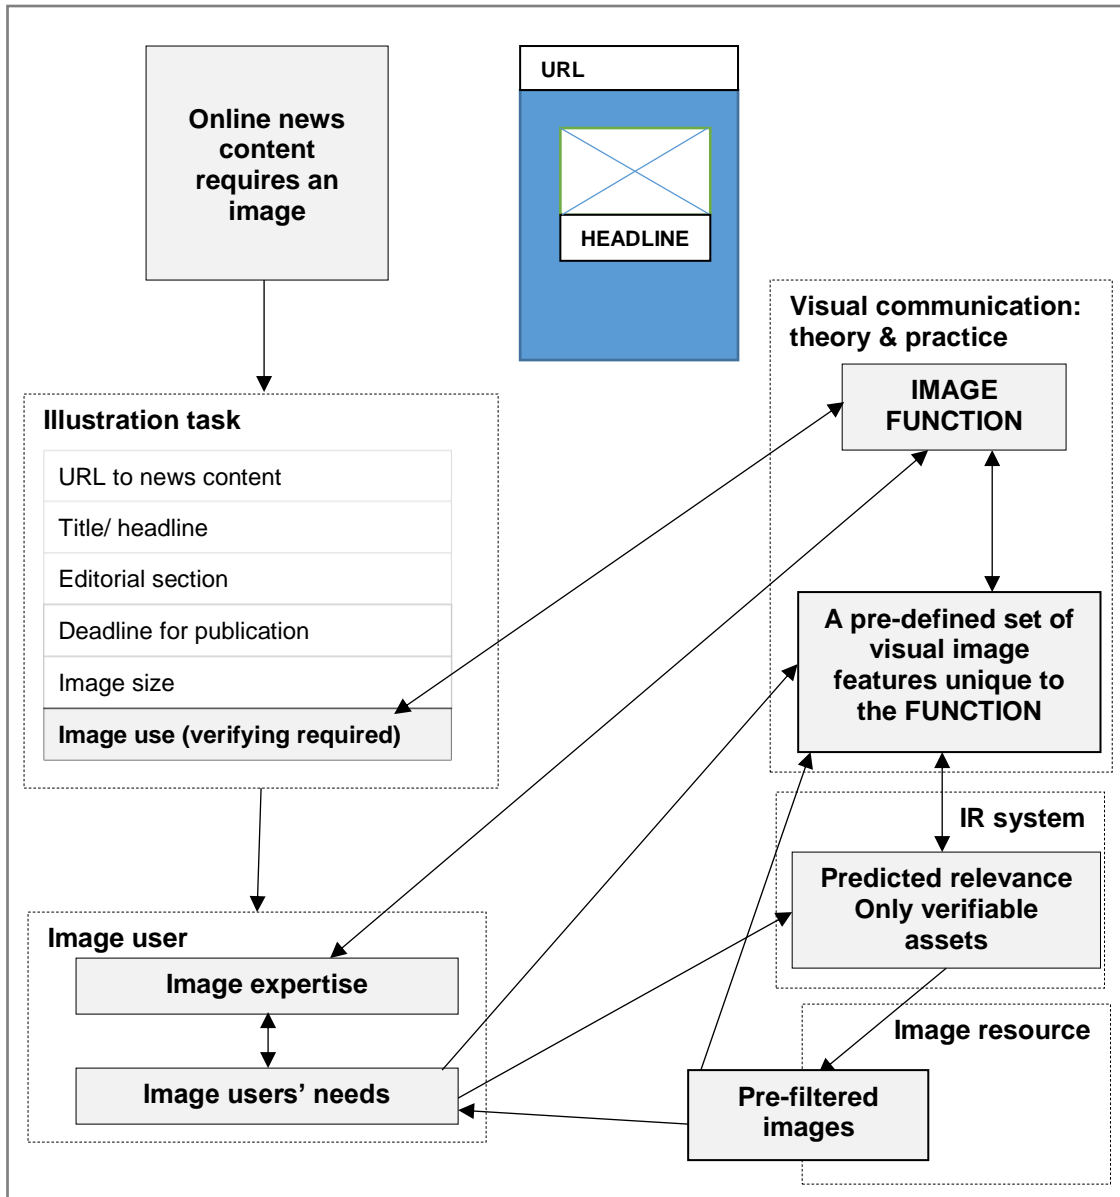 Online news
content
requires an
image
URL
HEADLINE
Visual communication:
theory & practice
IMAGE
FUNCTION
Illustration task
URL to news content
Title/ headline
Editorial section
Deadline for publication
Image size
Image use (verifying required)
A pre-defined set of
visual image
features unique to
the FUNCTION
IR system
Predicted relevance
Only verifiable
assets
Image user
Image expertise
Image users’ needs
Image resource
Pre-filtered
images